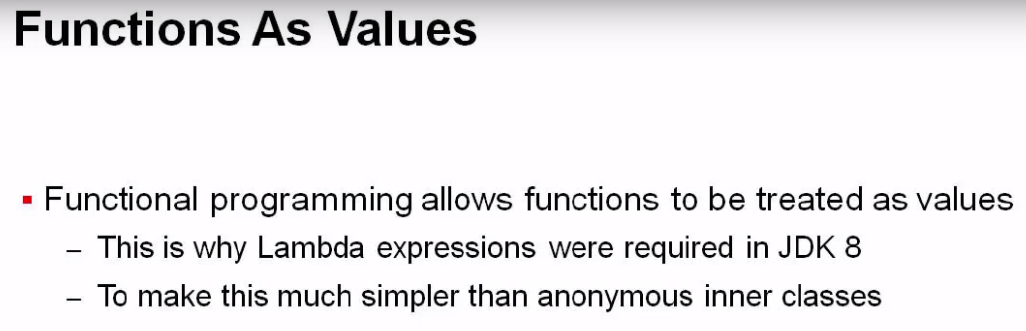 Functions As Values
▪ Functional programming allows functions to be treated as values
– This is why Lambda expressions were required in JDK 8
– To make this much simpler than anonymous inner classes